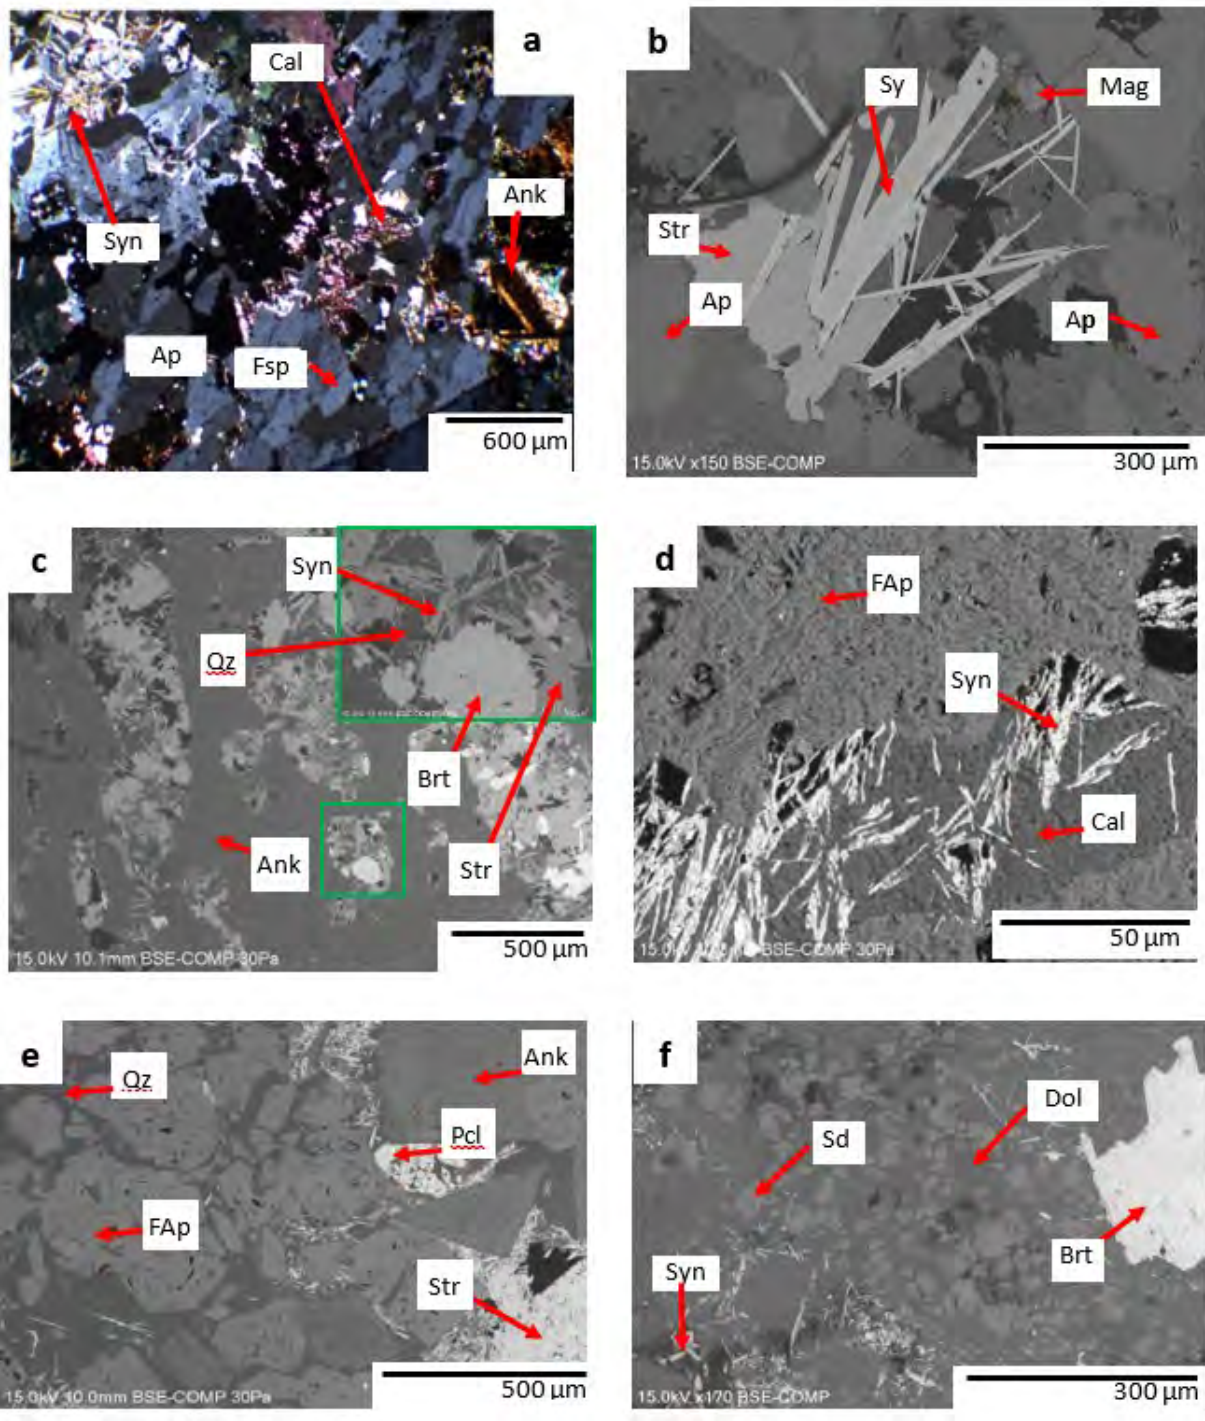 a
Cal
Ank
Syn
Ap
Fsp
600 µm
b
Sy
Mag
Str
Ap
Ap
15.0kV x150 BSE-COMP
300 µm
c
Syn
Qz
Brt
Ank
Str
500 µm
15.0kV 10.1mm BSE-COMP 30Pa
d
FAp
Syn
Cal
50 µm
15.0kV BSE-COMP 30Pa
e
Ank
Qz
Pcl
FAp
Str
500 µm
15.0kV 10.0mm BSE-COMP 30Pa
f
Dol
Sd
Syn
Brt
300 µm
15.0kV x170 BSE-COMP